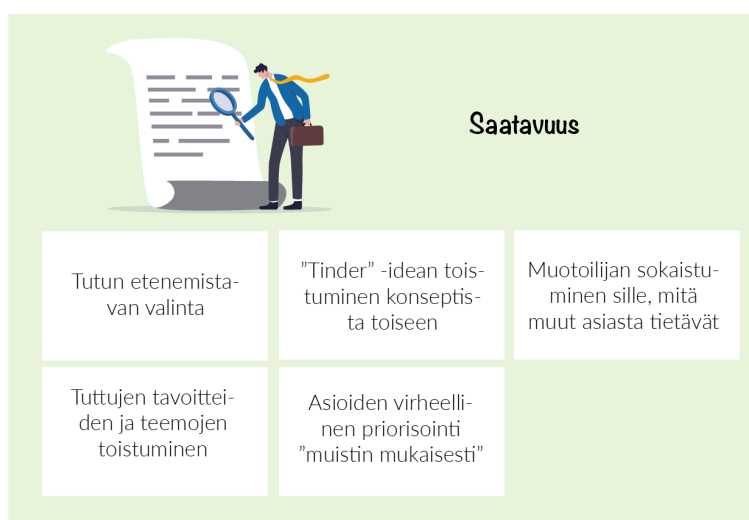 Saatavuus
Tutun etenemista-
van valinta
”Tinder” -idean tois-
tuminen konseptis-
ta toiseen
Muotoilijan sokaistu-
minen sille, mitä
muut asiasta tietävät
Tuttujen tavoittei-
den ja teemojen
toistuminen
Asioiden virheelli-
nen priorisointi
”muistin mukaisesti”